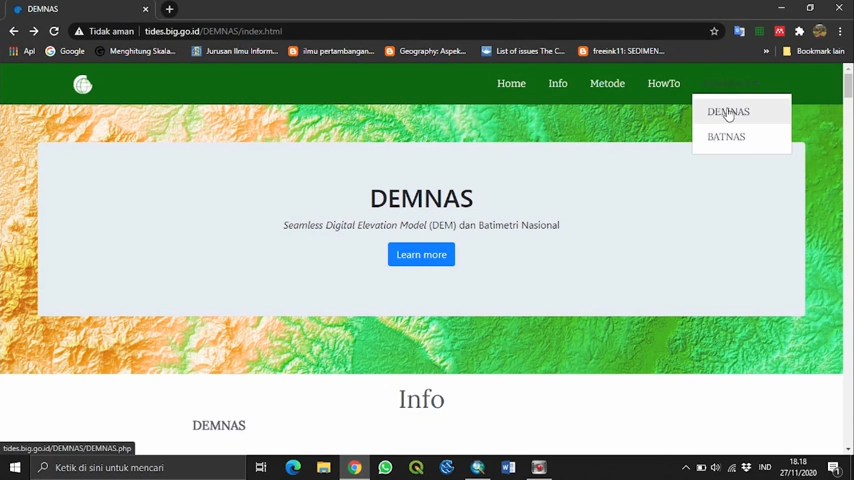 DEMNAS
Tidak aman
tides.big.go.id/DEMNAS/index.html
Apl
Google
Menghitung Skala...
Jurusan Ilmu Inform...
ilmu pertambangan...
Geography: Aspek...
List of issues The C...
freeink11: SEDIMEN...
»
Bookmark lain
Home
Info
Metode
HowTo
DEMNAS
BATNAS
DEMNAS
Seamless Digital Elevation Model (DEM) dan Batimetri Nasional
Learn more
Info
DEMNAS
tides.big.go.id/DEMNAS/DEMNAS.php
Ketik di sini untuk mencari
IND
18.18
27/11/2020